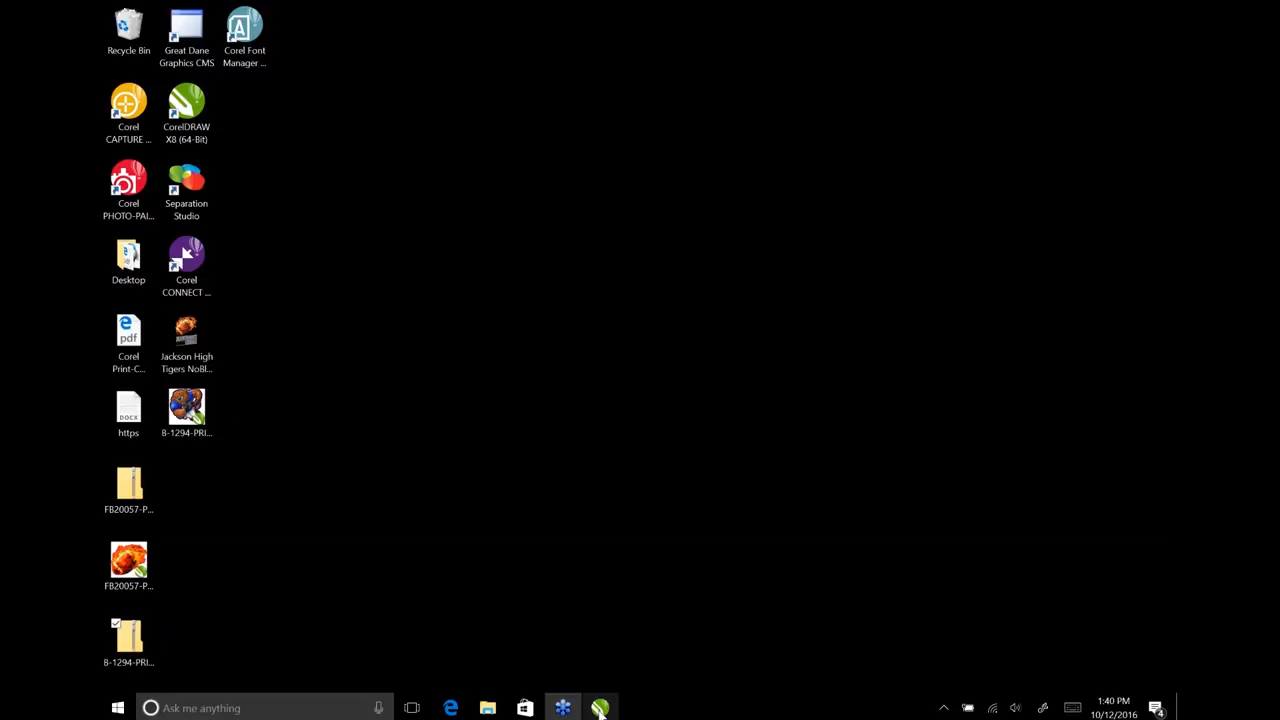 Recycle Bin
Great Dane
Graphics CMS
Corel Font
Manager ...
Corel
CAPTURE ...
CorelDRAW
X8 (64-Bit)
Corel
PHOTO-PAI...
Separation
Studio
Desktop
Corel
CONNECT ...
pdf
Corel
Print-C...
Jackson High
Tigers NoBl...
DOCX
https
B-1294-PRI...
FB20057-P...
FB20057-P...
B-1294-PRI...
Ask me anything
1:40 PM
10/12/2016
4